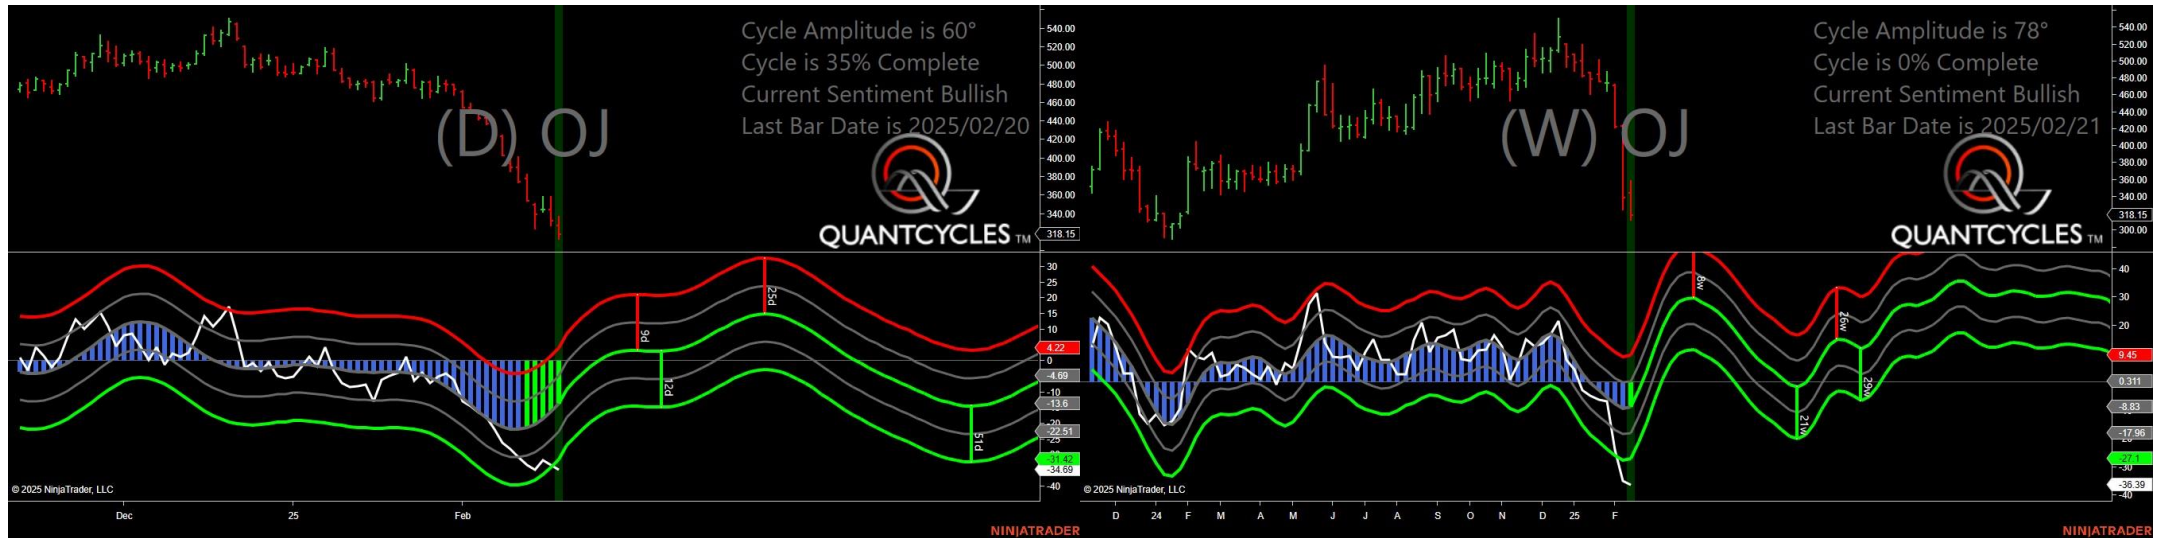 Cycle Amplitude is 60°
Cycle is 35% Complete
Current Sentiment Bullish
Last Bar Date is 2025/02/20
(D) OJ
QUANTCYCLES TM
540.00
520.00
500.00
480.00
460.00
440.00
420.00
400.00
380.00
360.00
340.00
318.15
30
25
20
15
10
4.22
0
-4.69
-10
-13.6
-22.51
-25
-31.42
-34.69
-40
9d
12d
25d
51d
© 2025 NinjaTrader, LLC
Dec
25
Feb
NINJATRADER
Cycle Amplitude is 78°
Cycle is 0% Complete
Current Sentiment Bullish
Last Bar Date is 2025/02/21
(W) OJ
QUANTCYCLES TM
540.00
520.00
500.00
480.00
460.00
440.00
420.00
400.00
380.00
360.00
340.00
318.15
300.00
40
30
20
9.45
0.311
-8.83
-17.96
-27.1
-30
-36.39
-40
8w
21w
26w
29w
© 2025 NinjaTrader, LLC
D
24
F
M
A
M
J
J
A
S
O
N
D
25
F
NINJATRADER